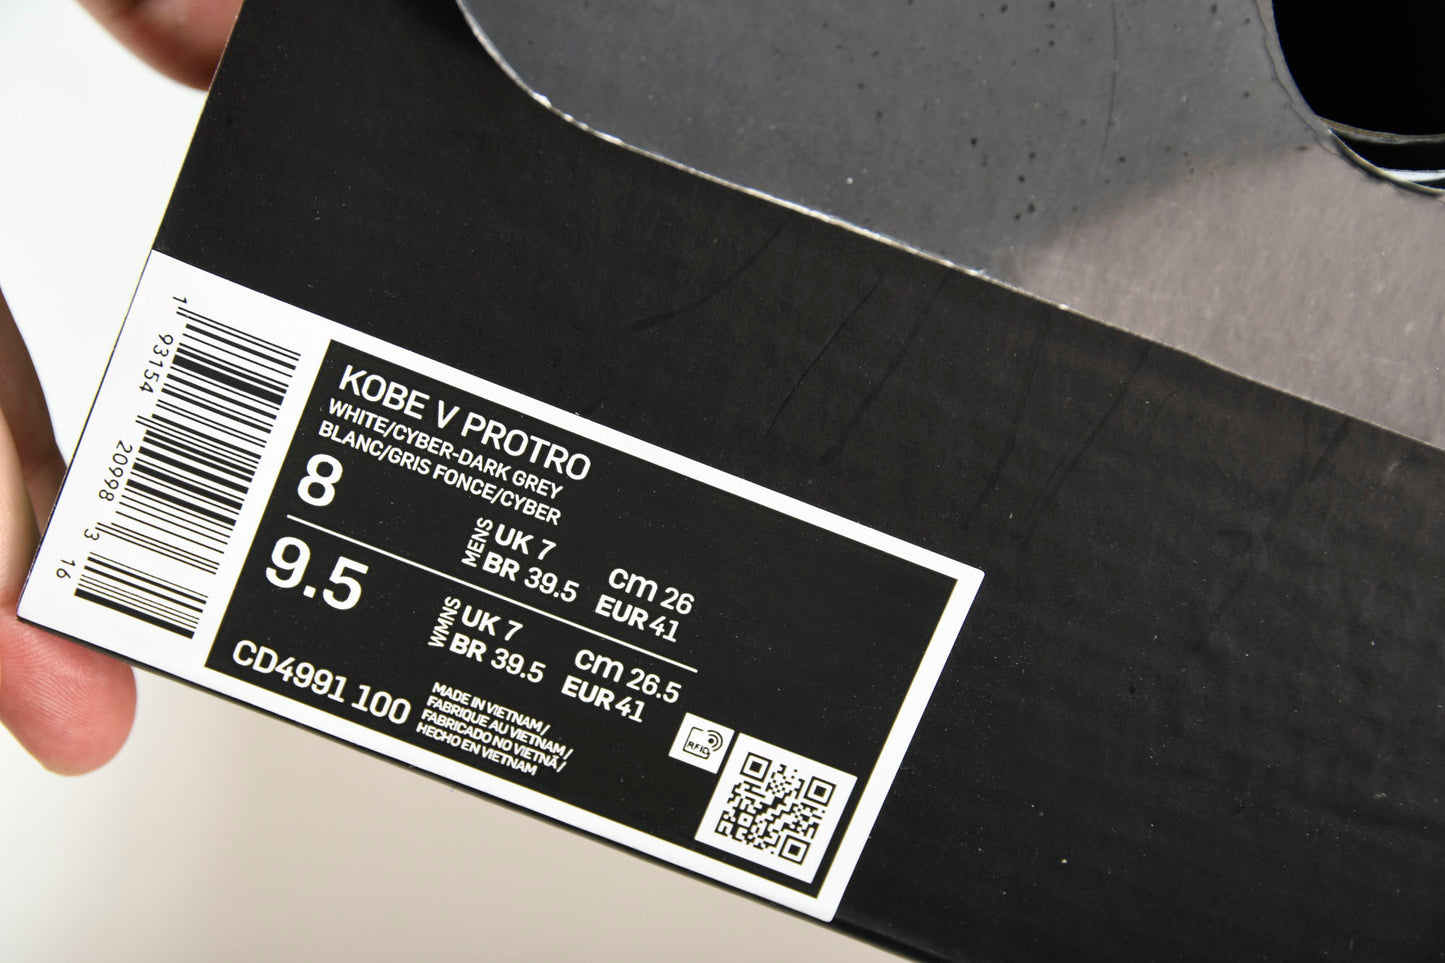 KOBE V PROTRO
WHITE/CYBER-DARK GREY
BLANC/GRIS FONCE/CYBER
8
MENS
UK 7
BR 39.5
cm 26
EUR 41
9.5
WMNS
UK 7
BR 39.5
cm 26.5
EUR 41
CD4991 100
MADE IN VIETNAM/
FABRIQUE AU VIETNAM/
FABRICADO NO VIETNÃ/
HECHO EN VIETNAM
RFID
1 93154 20998 3 16